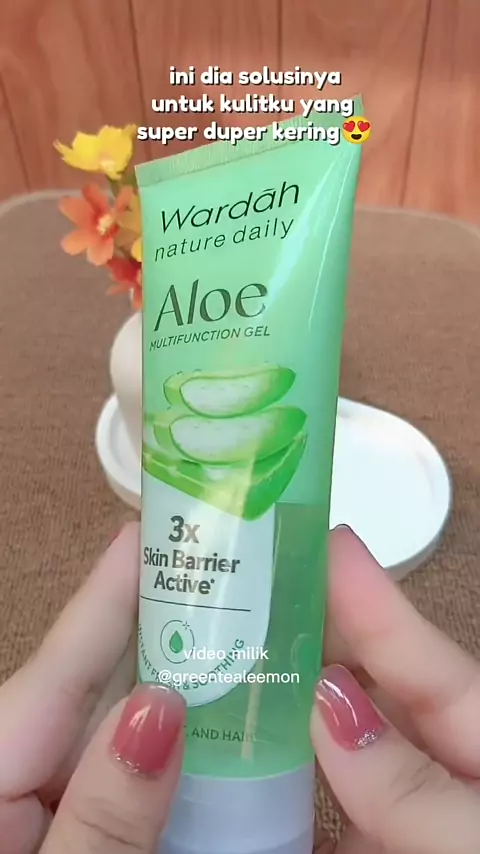 ini dia solusinya
untuk kulitku yang
super duper kering😍
Wardah
nature daily
Aloe
MULTIFUNCTION GEL
3x
Skin Barrier
Active*
& SOOTHING
video milik
@greentealeemon
AND HAIR